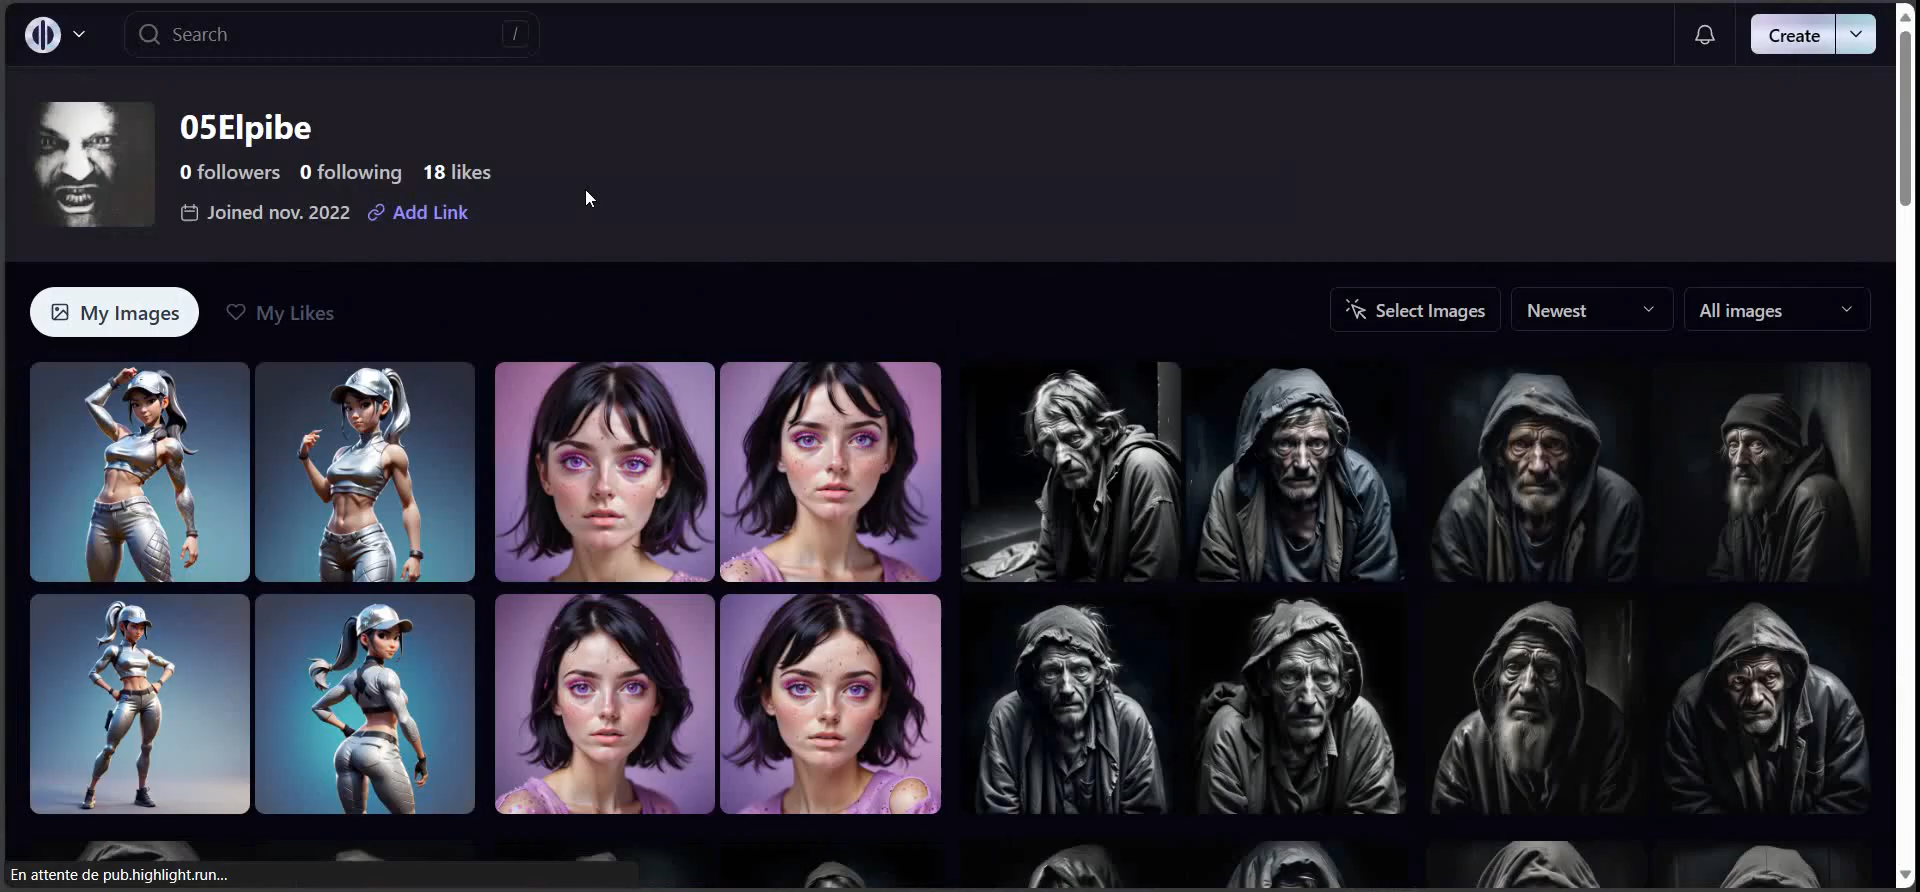 Search /
Create
05Elpibe
0 followers 0 following 18 likes
Joined nov. 2022 Add Link
My Images My Likes Select Images Newest All images
En attente de pub.highlight.run...